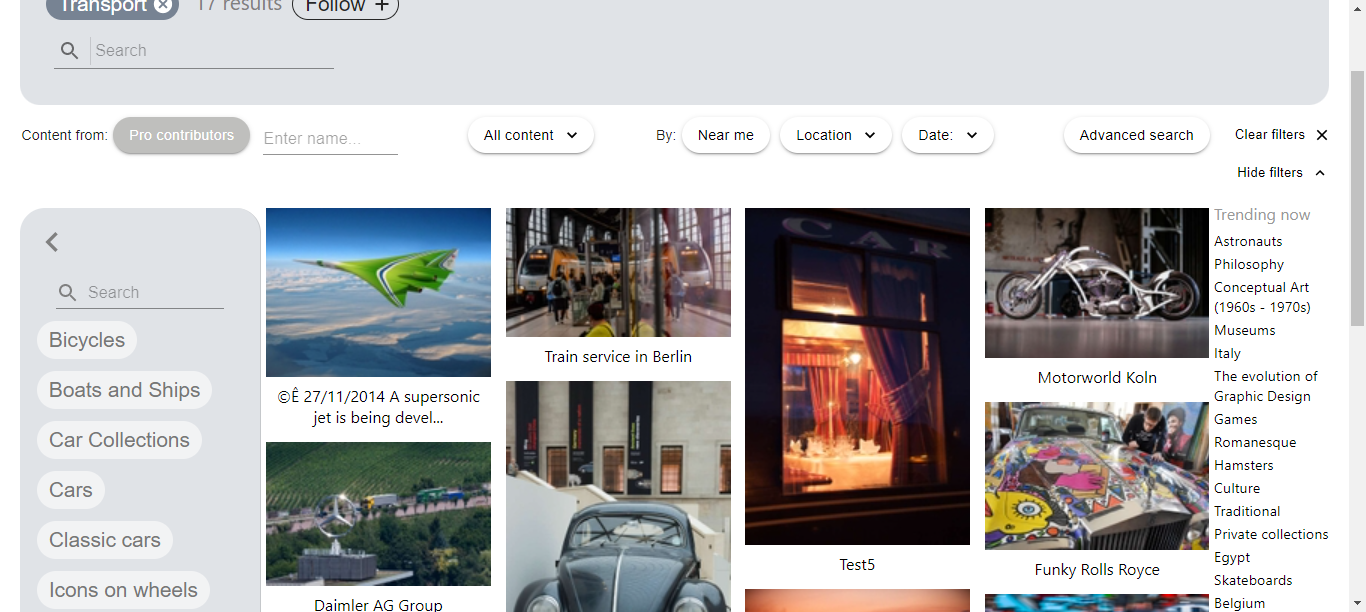 Transport
17 results
Follow +
Search
Content from:
Pro contributors
Enter name...
All content
By:
Near me
Location
Date:
Advanced search
Clear filters
Hide filters
Search
Bicycles
Boats and Ships
Car Collections
Cars
Classic cars
Icons on wheels
©Ê 27/11/2014 A supersonic
jet is being devel...
Daimler AG Group
Train service in Berlin
CAR
Test5
Motorworld Koln
Funky Rolls Royce
Trending now
Astronauts
Philosophy
Conceptual Art
(1960s - 1970s)
Museums
Italy
The evolution of
Graphic Design
Games
Romanesque
Hamsters
Culture
Traditional
Private collections
Egypt
Skateboards
Belgium